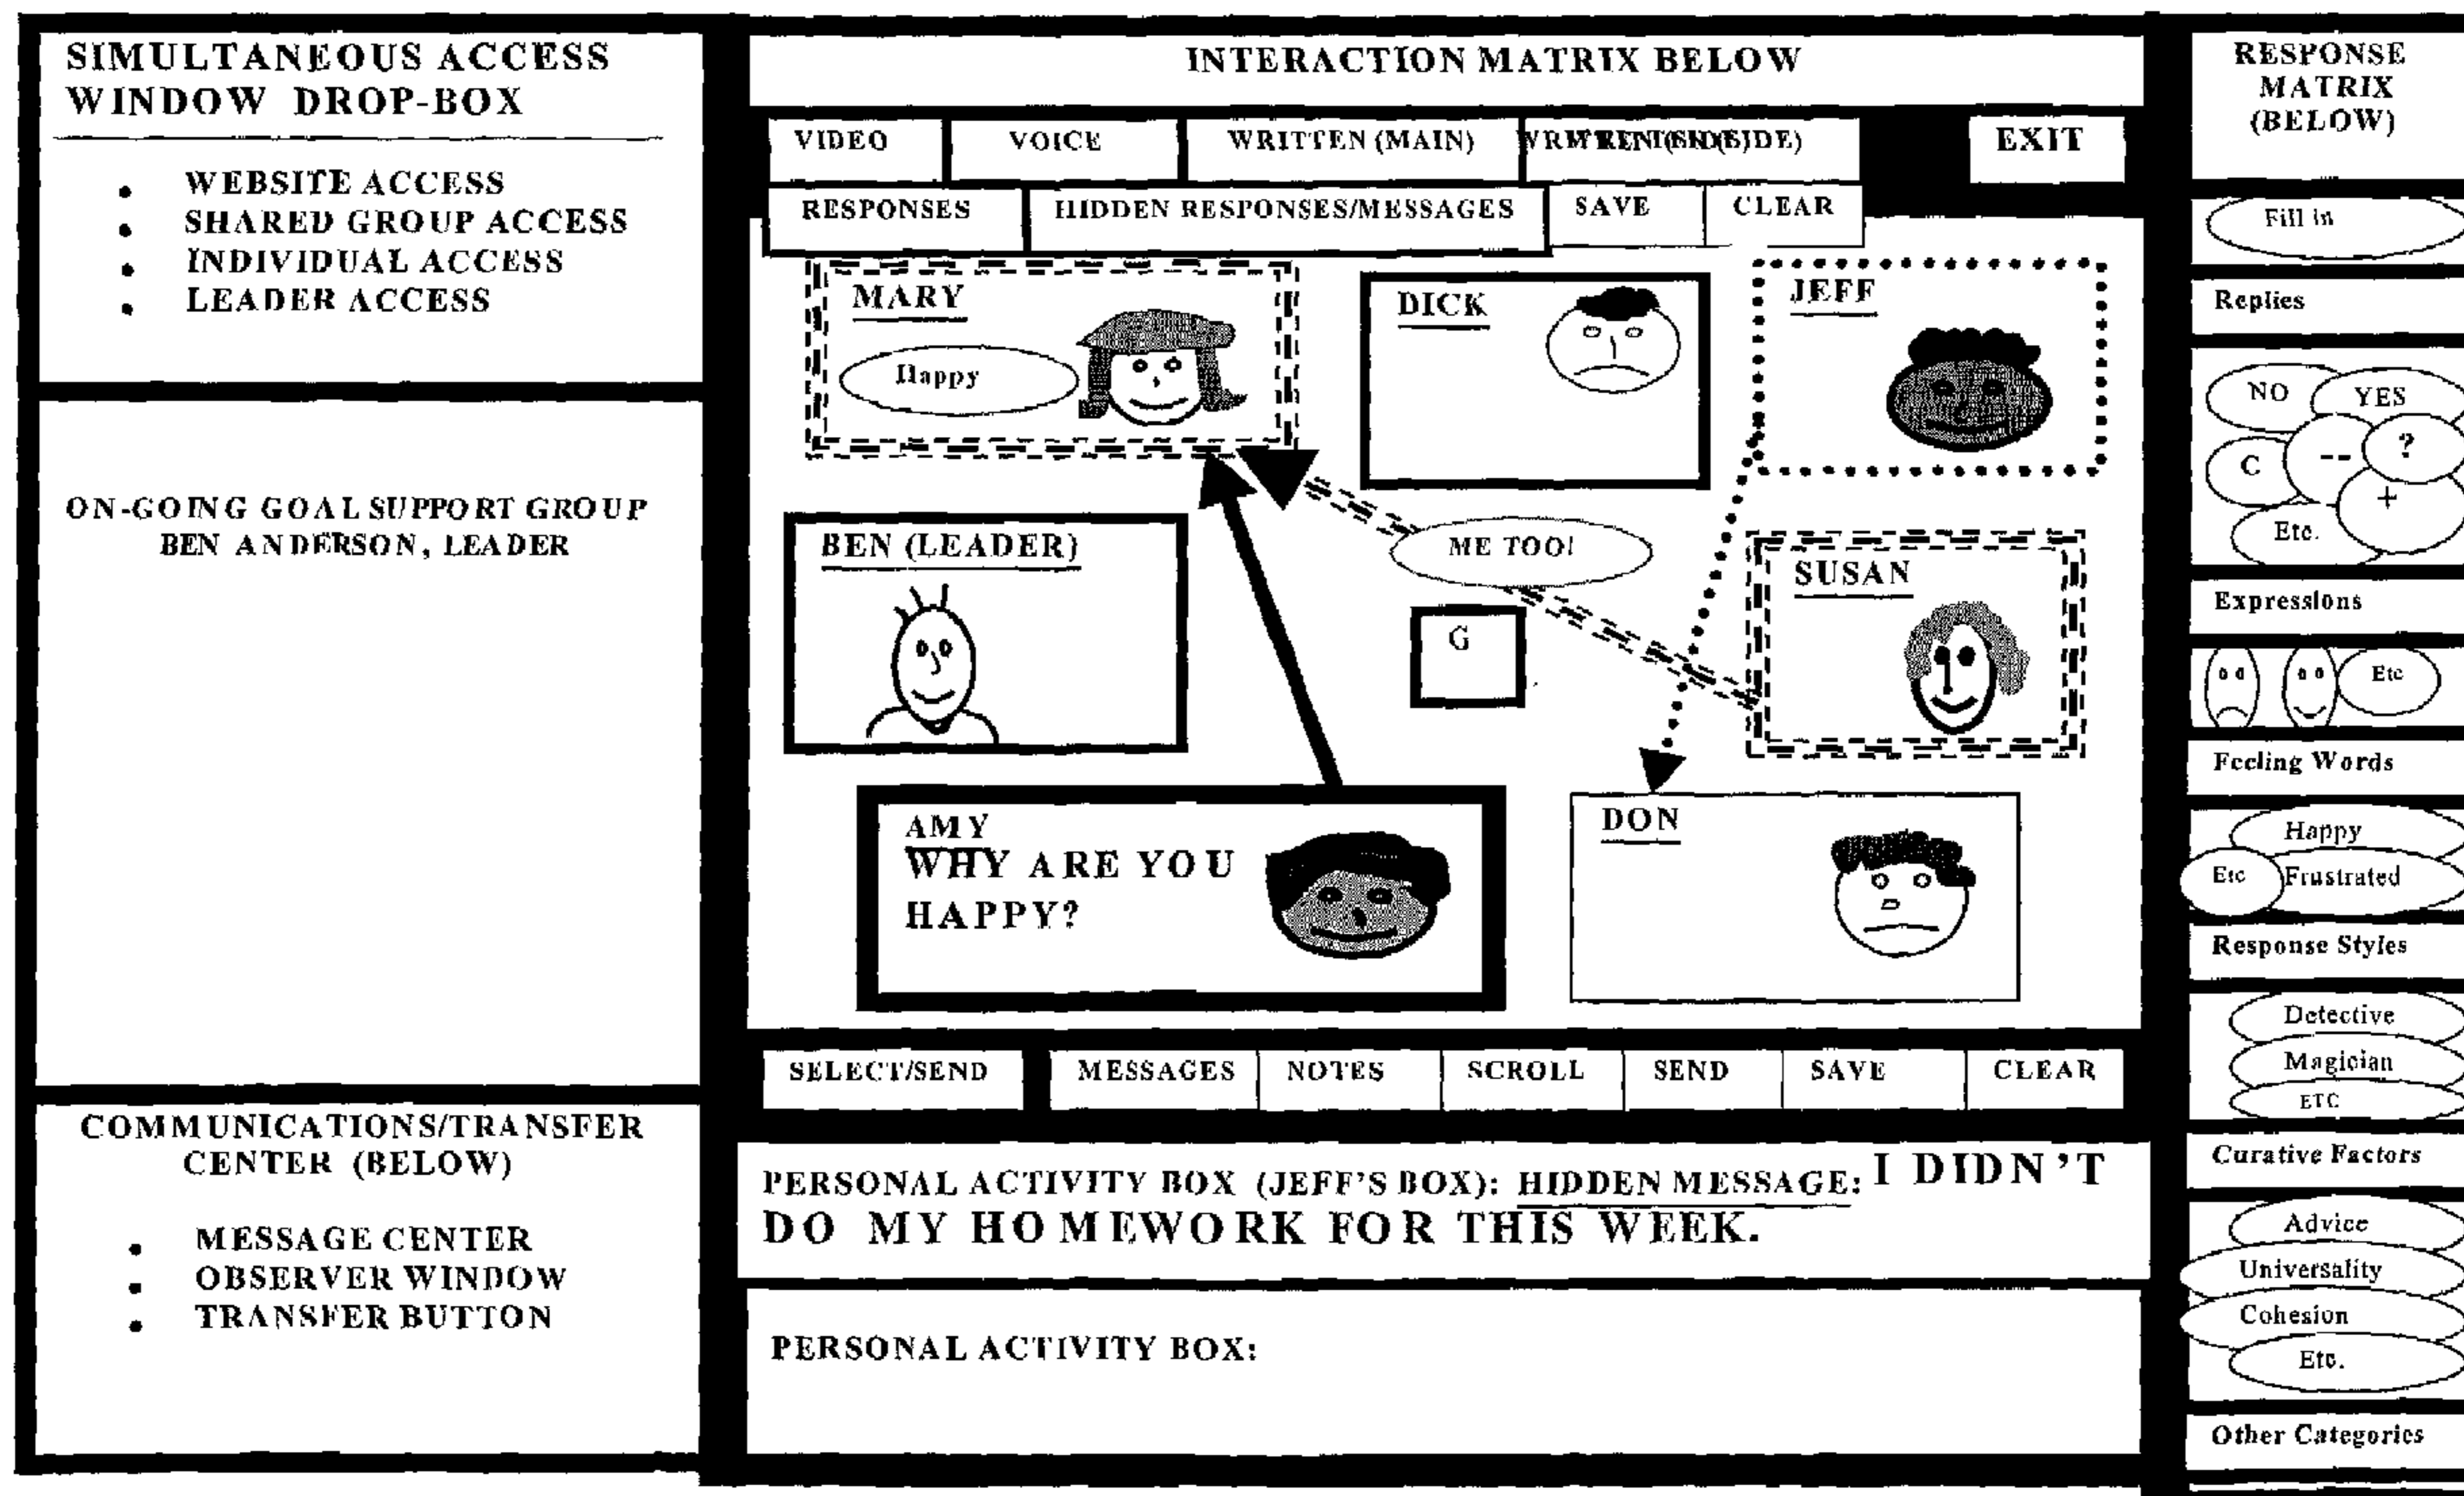 SIMULTANEOUS ACCESS
WINDOW DROP-BOX
• WEBSITE ACCESS
• SHARED GROUP ACCESS
• INDIVIDUAL ACCESS
• LEADER ACCESS
ON-GOING GOAL SUPPORT GROUP
BEN ANDERSON, LEADER
COMMUNICATIONS/TRANSFER
CENTER (BELOW)
• MESSAGE CENTER
• OBSERVER WINDOW
• TRANSFER BUTTON
INTERACTION MATRIX BELOW
VIDEO
VOICE
WRITTEN (MAIN)
EXIT
RESPONSES
HIDDEN RESPONSES/MESSAGES
SAVE
CLEAR
MARY
Happy
DICK
JEFF
BEN (LEADER)
ME TOO!
G
SUSAN
AMY
WHY ARE YOU
HAPPY?
DON
SELECT/SEND
MESSAGES
NOTES
SCROLL
SEND
SAVE
CLEAR
PERSONAL ACTIVITY BOX (JEFF'S BOX): HIDDEN MESSAGE: I DIDN'T
DO MY HOMEWORK FOR THIS WEEK.
PERSONAL ACTIVITY BOX:
RESPONSE
MATRIX
(BELOW)
Fill in
Replies
NO
YES
C
--
?
+
Etc.
Expressions
Etc
Feeling Words
Happy
Etc
Frustrated
Response Styles
Detective
Magician
ETC
Curative Factors
Advice
Universality
Cohesion
Etc.
Other Categories